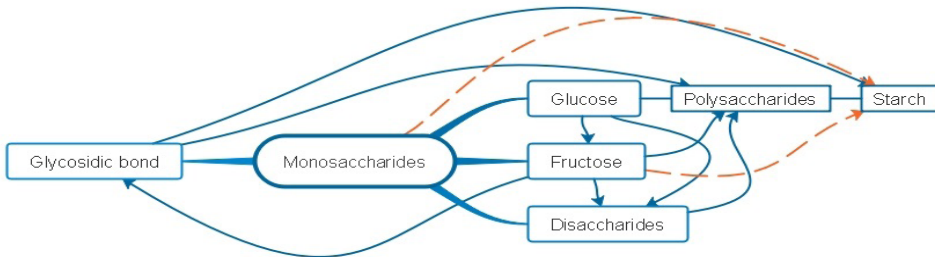 Glucose
Polysaccharides
Starch
Glycosidic bond
Monosaccharides
Fructose
Disaccharides